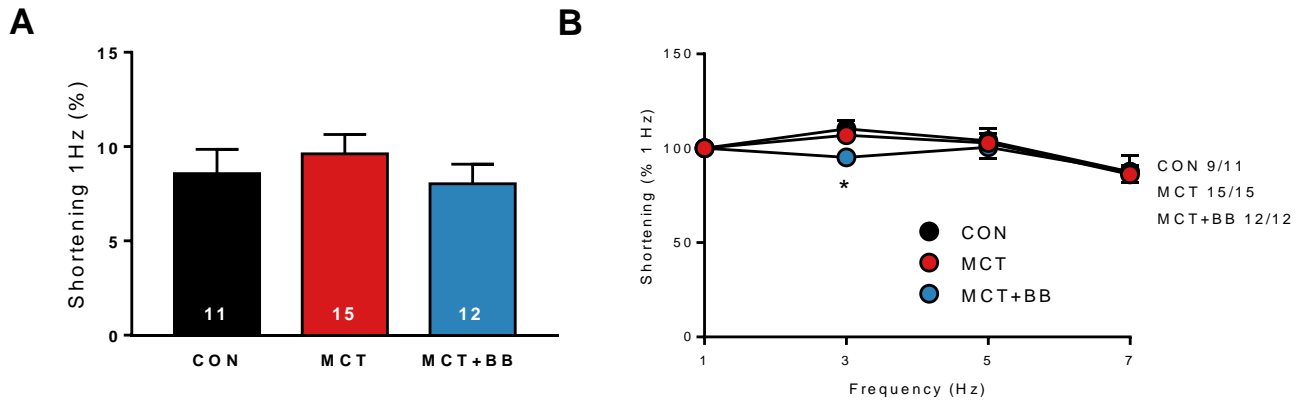 A
Shortening 1Hz (%)
15
10
5
0
11
15
12
CON
MCT
MCT+BB
B
Shortening (% 1 Hz)
150
100
50
0
*
CON 9/11
MCT 15/15
MCT+BB 12/12
CON
MCT
MCT+BB
1
3
5
7
Frequency (Hz)